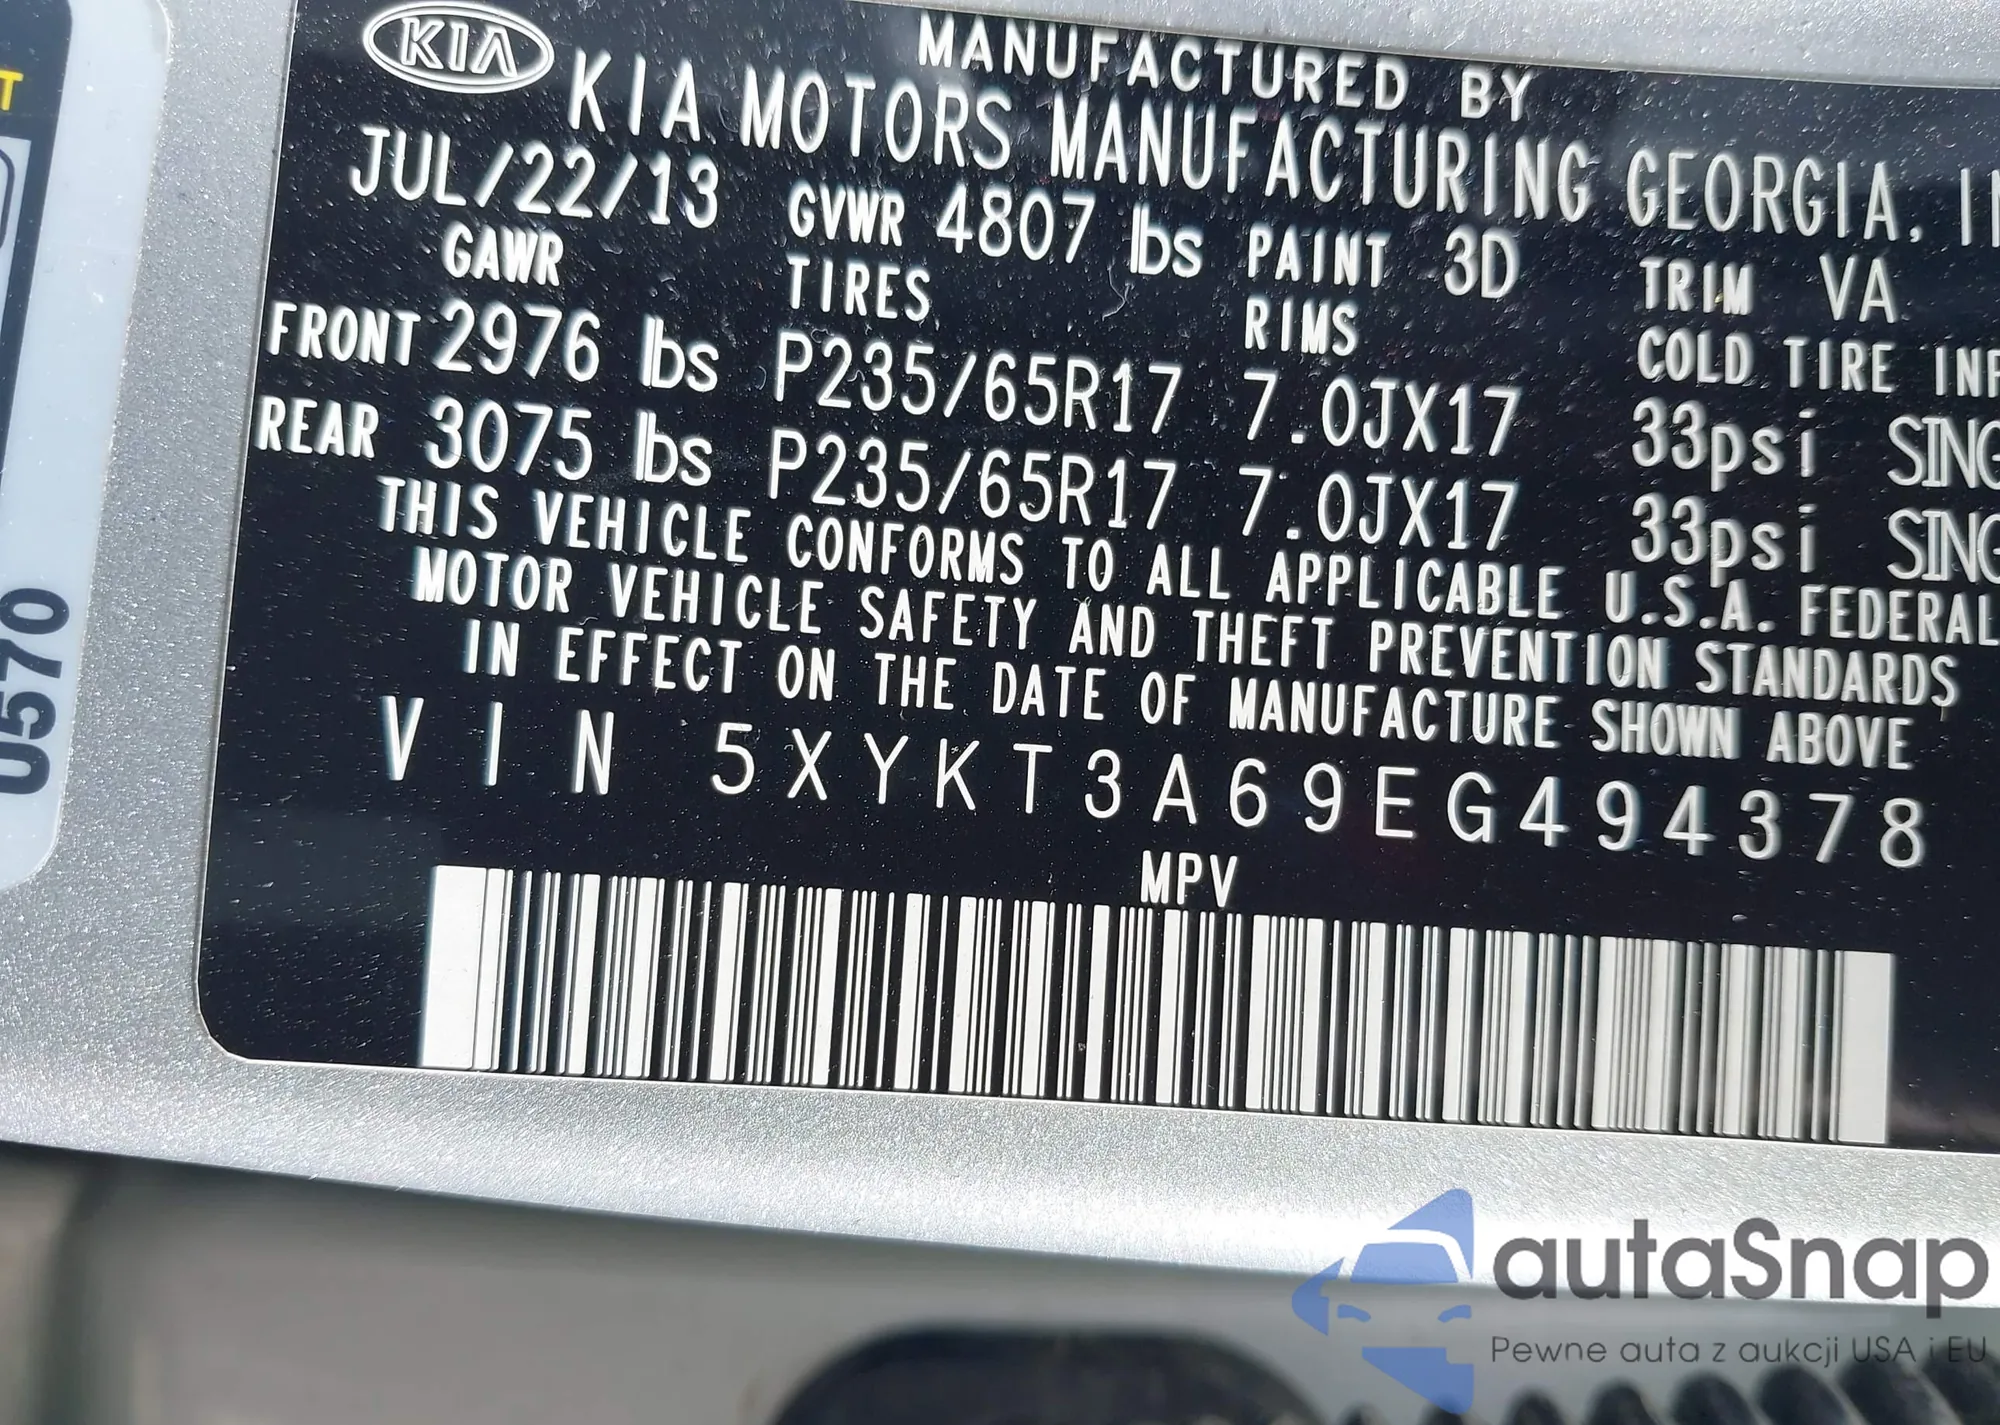 T
0570
KIA
MANUFACTURED BY
KIA MOTORS MANUFACTURING GEORGIA, IN
JUL/22/13 GVWR 4807 lbs PAINT 3D TRIM VA
GAWR TIRES RIMS COLD TIRE INF
FRONT 2976 lbs P235/65R17 7.0JX17 33psi SING
REAR 3075 lbs P235/65R17 7.0JX17 33psi SING
THIS VEHICLE CONFORMS TO ALL APPLICABLE U.S.A. FEDERAL
MOTOR VEHICLE SAFETY AND THEFT PREVENTION STANDARDS
IN EFFECT ON THE DATE OF MANUFACTURE SHOWN ABOVE
VIN 5XYKT3A69EG494378
MPV
autaSnap
Pewne auta z aukcji USA i EU